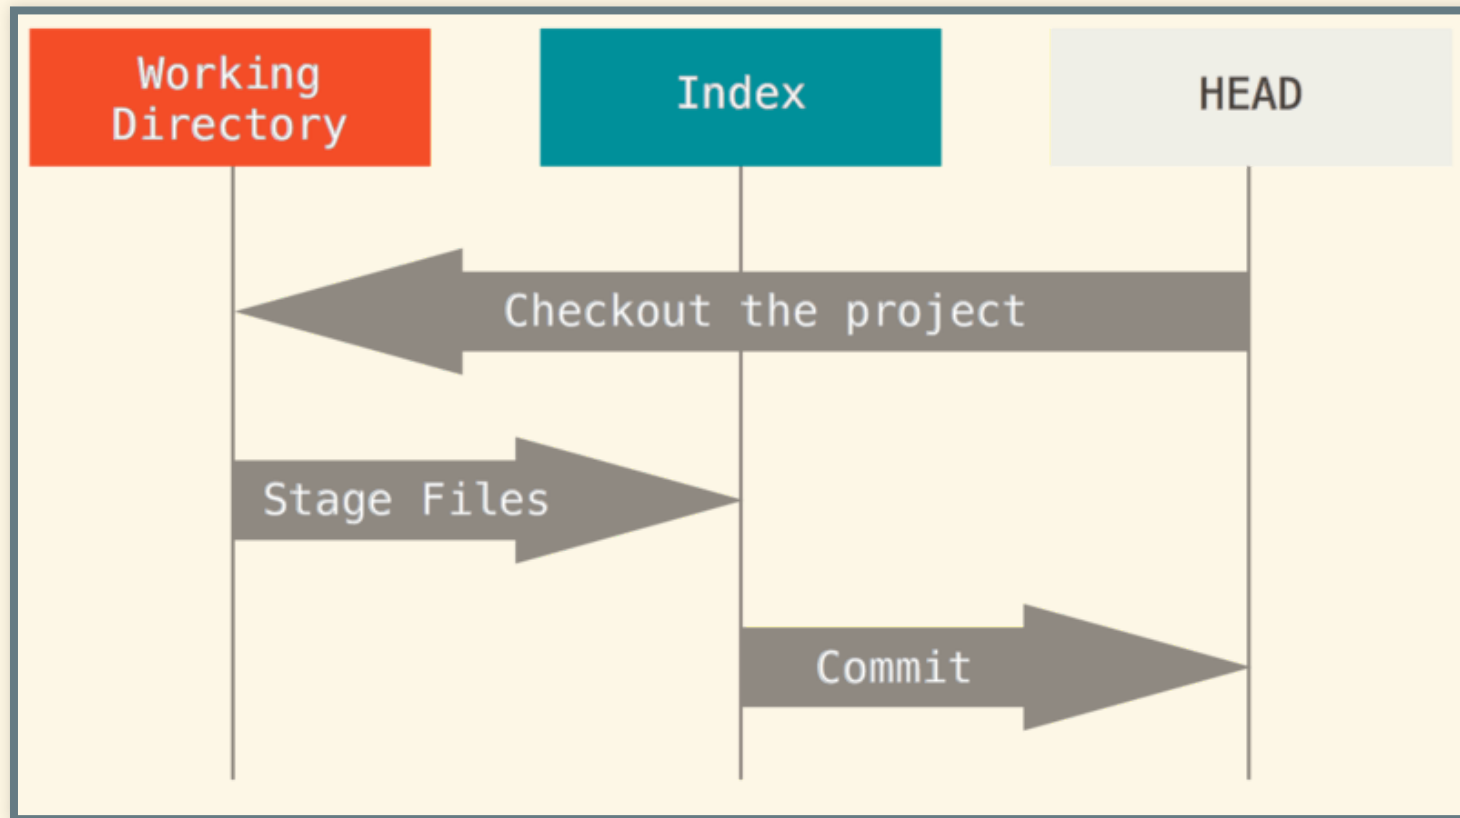 Working
Directory
Index
HEAD
Checkout the project
Stage Files
Commit